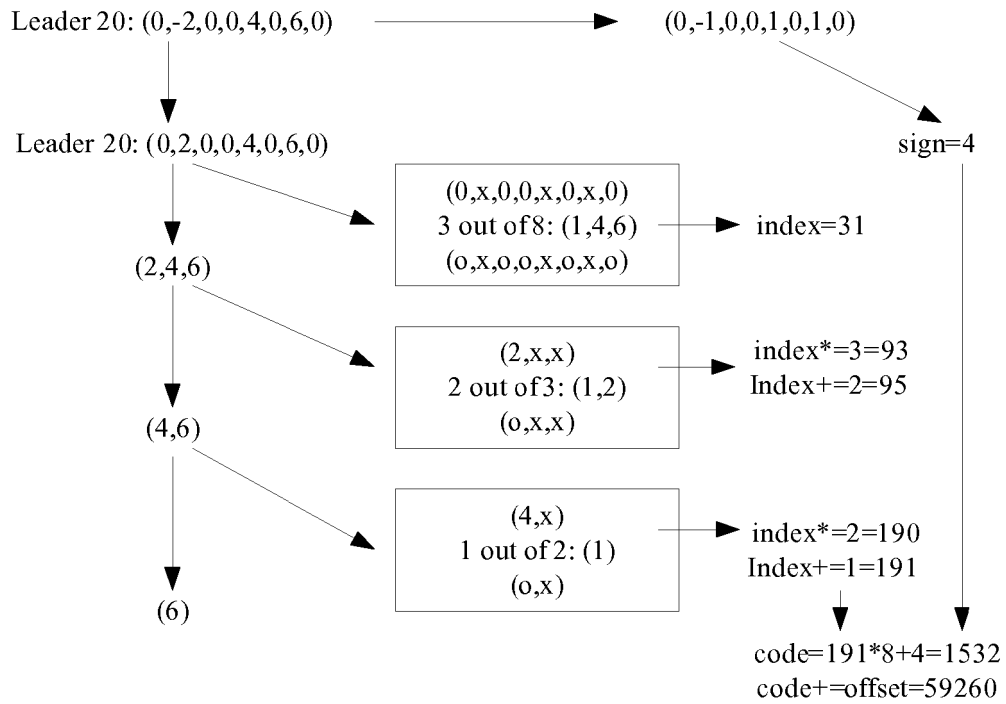 Leader 20: (0,-2,0,0,4,0,6,0)
(0,-1,0,0,1,0,1,0)
Leader 20: (0,2,0,0,4,0,6,0)
sign=4
(0,x,0,0,x,0,x,0)
3 out of 8: (1,4,6)
(o,x,o,o,x,o,x,o)
index=31
(2,4,6)
(2,x,x)
2 out of 3: (1,2)
(o,x,x)
index*=3=93
Index+=2=95
(4,6)
(4,x)
1 out of 2: (1)
(o,x)
index*=2=190
Index+=1=191
(6)
code=191*8+4=1532
code+=offset=59260